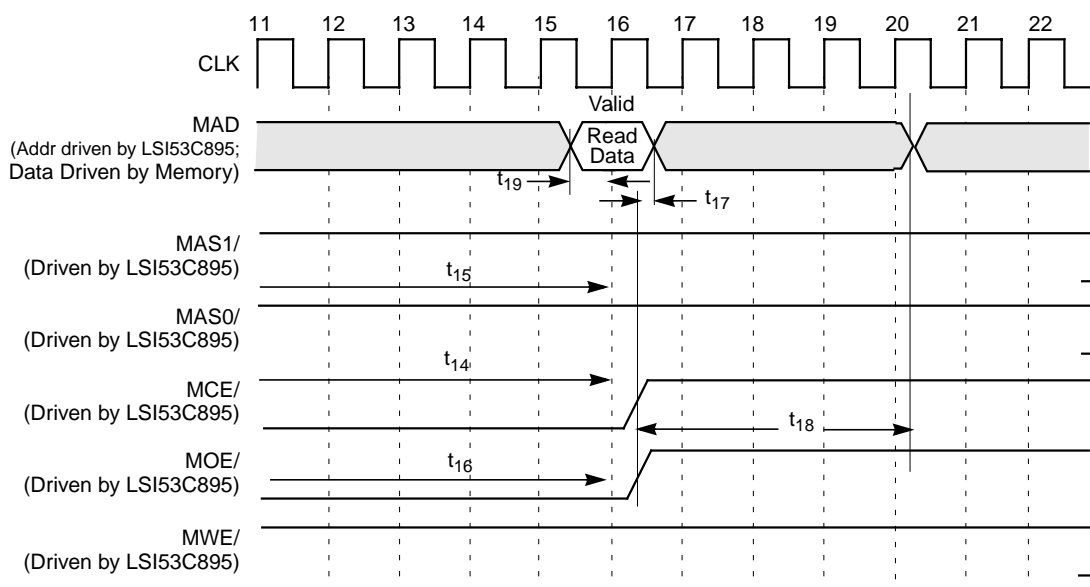 11 12 13 14 15 16 17 18 19 20 21 22
CLK
Valid
MAD
(Addr driven by LSI53C895;
Data Driven by Memory)
Read
Data
t19
t17
MAS1/
(Driven by LSI53C895)
t15
MAS0/
(Driven by LSI53C895)
t14
MCE/
(Driven by LSI53C895)
t18
MOE/
(Driven by LSI53C895)
t16
MWE/
(Driven by LSI53C895)